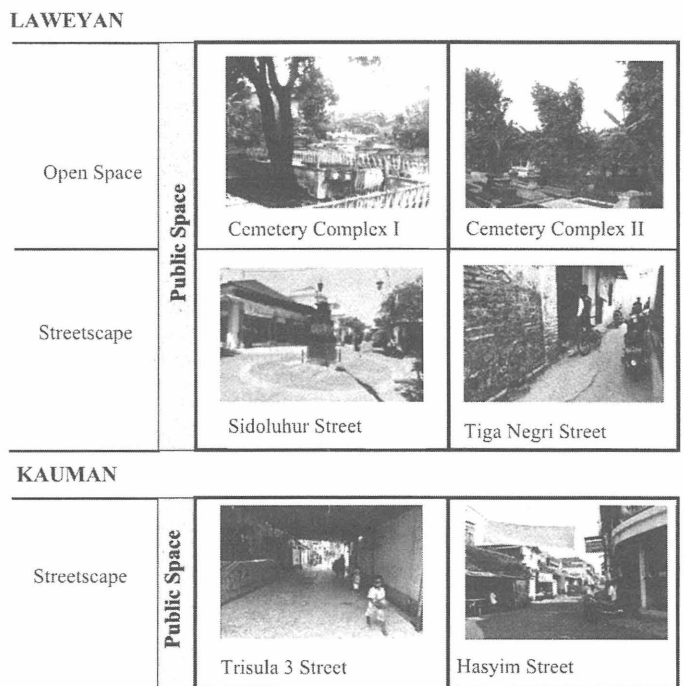 LAWEYAN
Open Space
Public Space
Cemetery Complex I
Cemetery Complex II
Streetscape
Sidoluhur Street
Tiga Negri Street
KAUMAN
Streetscape
Public Space
Trisula 3 Street
Hasyim Street